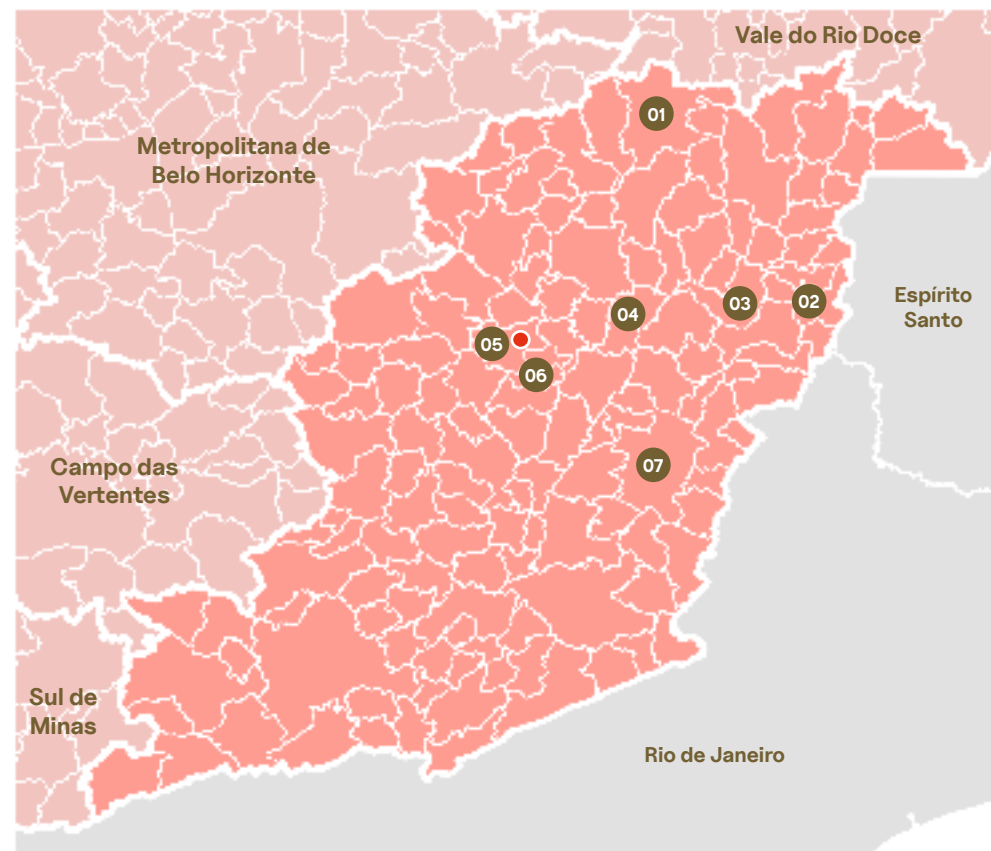 Vale do Rio Doce
01
Metropolitana de
Belo Horizonte
Espírito
Santo
02
03
04
05
06
Campo das
Vertentes
07
Sul de
Minas
Rio de Janeiro